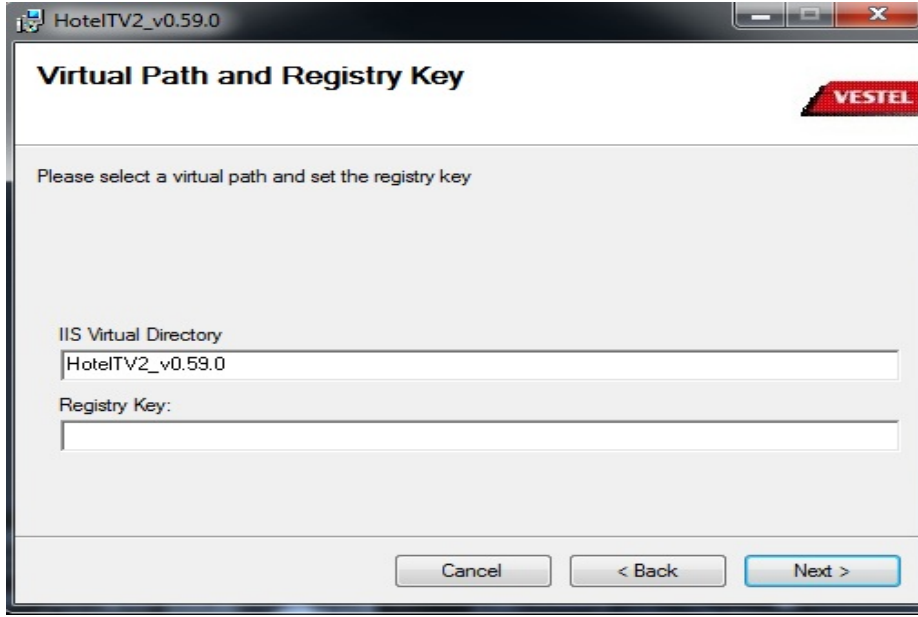 HotelTV2_v0.59.0
Virtual Path and Registry Key
VESTEL
Please select a virtual path and set the registry key
IIS Virtual Directory
HotelTV2_v0.59.0
Registry Key:
Cancel
< Back
Next >